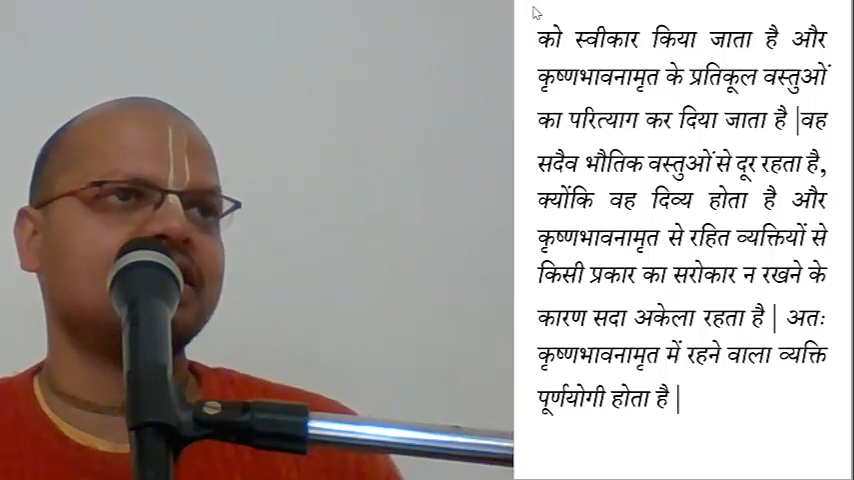 को स्वीकार किया जाता है और
कृष्णभावनामृत के प्रतिकूल वस्तुओं
का परित्याग कर दिया जाता है |वह
सदैव भौतिक वस्तुओं से दूर रहता है,
क्योंकि वह दिव्य होता है और
कृष्णभावनामृत से रहित व्यक्तियों से
किसी प्रकार का सरोकार न रखने के
कारण सदा अकेला रहता है | अतः
कृष्णभावनामृत में रहने वाला व्यक्ति
पूर्णयोगी होता है |